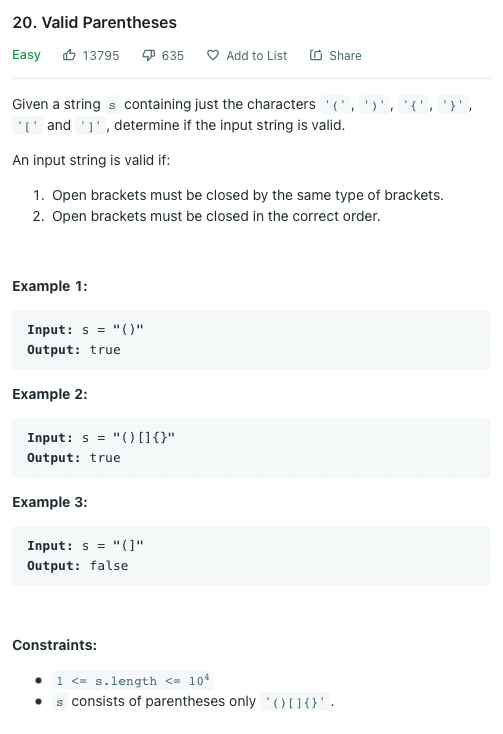 20. Valid Parentheses
Easy 13795 635 Add to List Share
Given a string s containing just the characters '(', ')', '{', '}',
'[' and ']', determine if the input string is valid.
An input string is valid if:
1. Open brackets must be closed by the same type of brackets.
2. Open brackets must be closed in the correct order.
Example 1:
Input: s = "()"
Output: true
Example 2:
Input: s = "()[]{}"
Output: true
Example 3:
Input: s = "(]"
Output: false
Constraints:
• 1 <= s.length <= 10⁴
• s consists of parentheses only '()[]{}'.